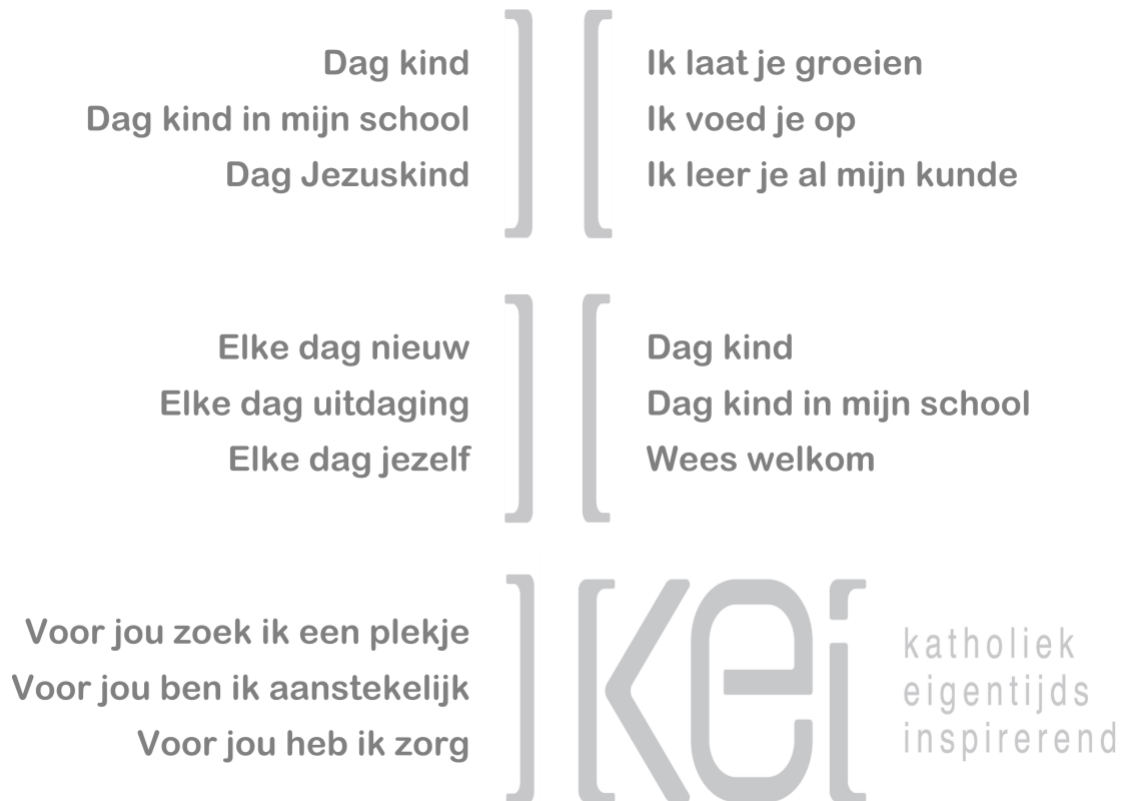 Dag kind
Dag kind in mijn school
Dag Jezuskind
Ik laat je groeien
Ik voed je op
Ik leer je al mijn kunde
Elke dag nieuw
Elke dag uitdaging
Elke dag jezelf
Dag kind
Dag kind in mijn school
Wees welkom
Voor jou zoek ik een plekje
Voor jou ben ik aanstekelijk
Voor jou heb ik zorg
kei
katholiek
eigentijds
inspirerend